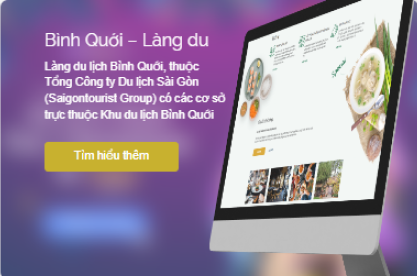 Bình Quới – Làng du
Làng du lịch Bình Quới, thuộc
Tổng Công ty Du lịch Sài Gòn
(Saigontourist Group) có các cơ sở
trực thuộc Khu du lịch Bình Quới
Tìm hiểu thêm